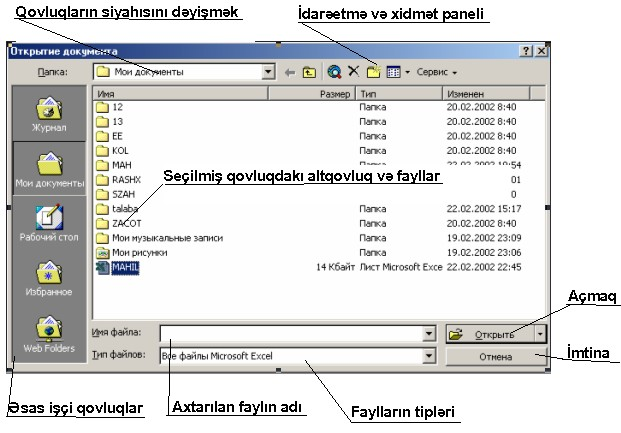 Qovluqların siyahısını dəyişmək
İdarəetmə və xidmət paneli
Открытие документа
Папка:
Мои документы
Сервис
Имя Размер Тип Изменен
12 Папка 20.02.2002 8:40
13 Папка 20.02.2002 8:40
EE Папка 20.02.2002 8:40
KOL Папка 20.02.2002 8:40
MAH Папка
RASHX 01
SZAH 0
talaba Папка 22.02.2002 15:17
ZACOT Папка 20.02.2002 8:40
Мои музыкальные записи Папка 19.02.2002 23:09
Мои рисунки Папка 19.02.2002 23:06
MAHIL 14 Кбайт Лист Microsoft Exce 22.02.2002 22:45
Seçilmiş qovluqdakı altqovluq və fayllar
Журнал
Мои документы
Рабочий стол
Избранное
Web Folders
Имя файла:
Тип файлов:
Все файлы Microsoft Excel
Открыть
Отмена
Açmaq
İmtina
Əsas işçi qovluqlar
Axtarılan faylın adı
Faylların tipləri